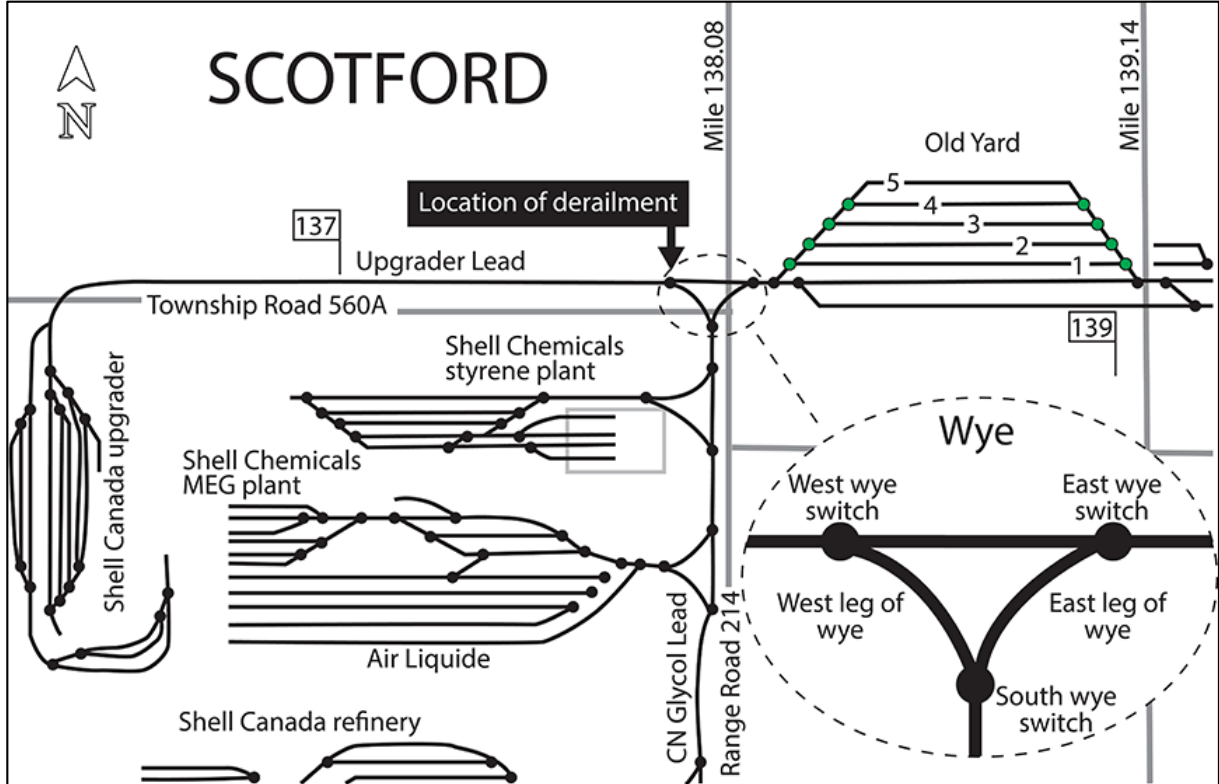 N
SCOTFORD
Mile 138.08
Mile 139.14
Old Yard
5
4
3
2
1
Location of derailment
137
Upgrader Lead
Township Road 560A
139
Shell Chemicals
styrene plant
Shell Canada upgrader
Shell Chemicals
MEG plant
Air Liquide
CN Glycol Lead
Range Road 214
Shell Canada refinery
Wye
West wye
switch
East wye
switch
West leg of
wye
East leg of
wye
South wye
switch